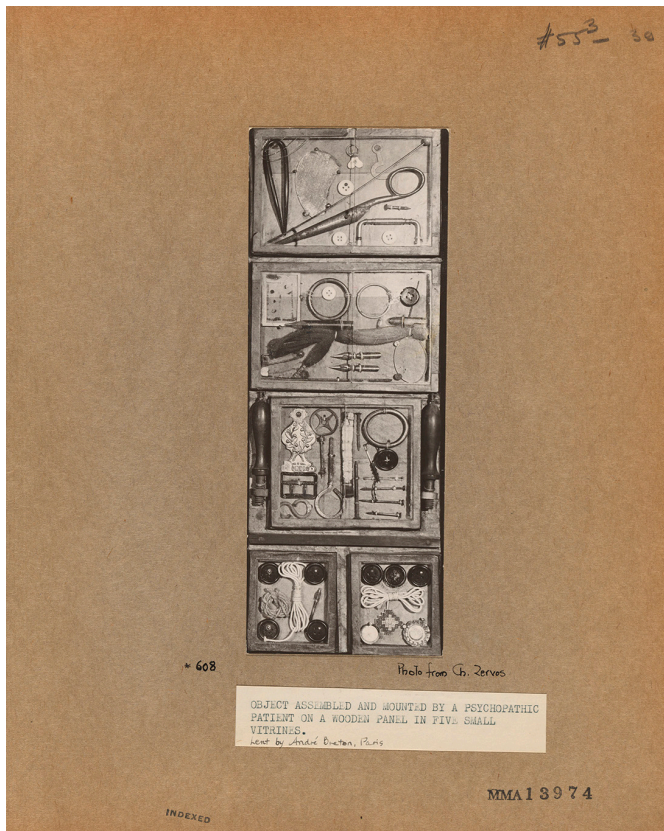 #55³ 30
# 608
Photo from Ch. Zervos
OBJECT ASSEMBLED AND MOUNTED BY A PSYCHOPATHIC
PATIENT ON A WOODEN PANEL IN FIVE SMALL
VITRINES.
Lent by André Breton, Paris
MMA13974
INDEXED